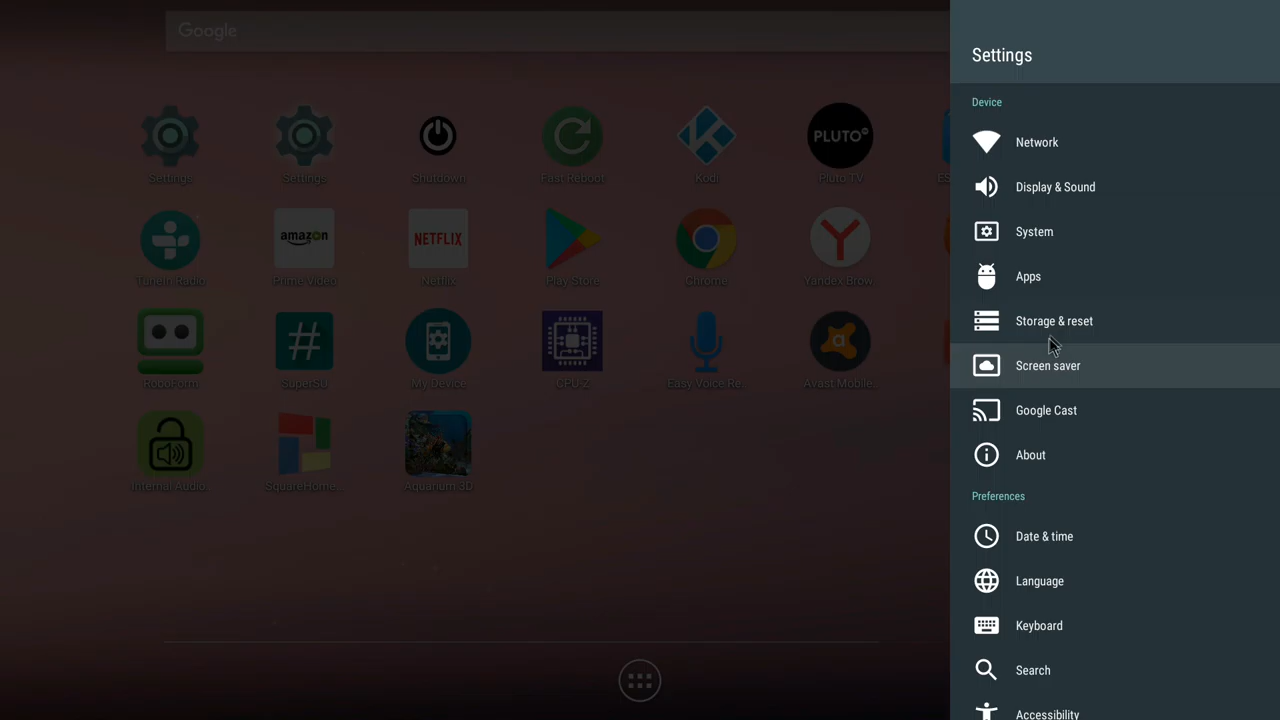 Google
Settings
Device
Network
Display & Sound
System
Apps
Storage & reset
Screen saver
Google Cast
About
Preferences
Date & time
Language
Keyboard
Search
Accessibility
Settings
Settings
Shutdown
Fast Reboot
Kodi
PLUTO
Pluto TV
ES
TuneIn Radio
amazon
Prime Video
NETFLIX
Netflix
Play Store
Chrome
Y
Yandex Brow..
RoboForm
#
SuperSU
My Device
CPU-Z
Easy Voice Re..
a
Avast Mobile..
Internal Audio..
SquareHome..
Aquarium 3D